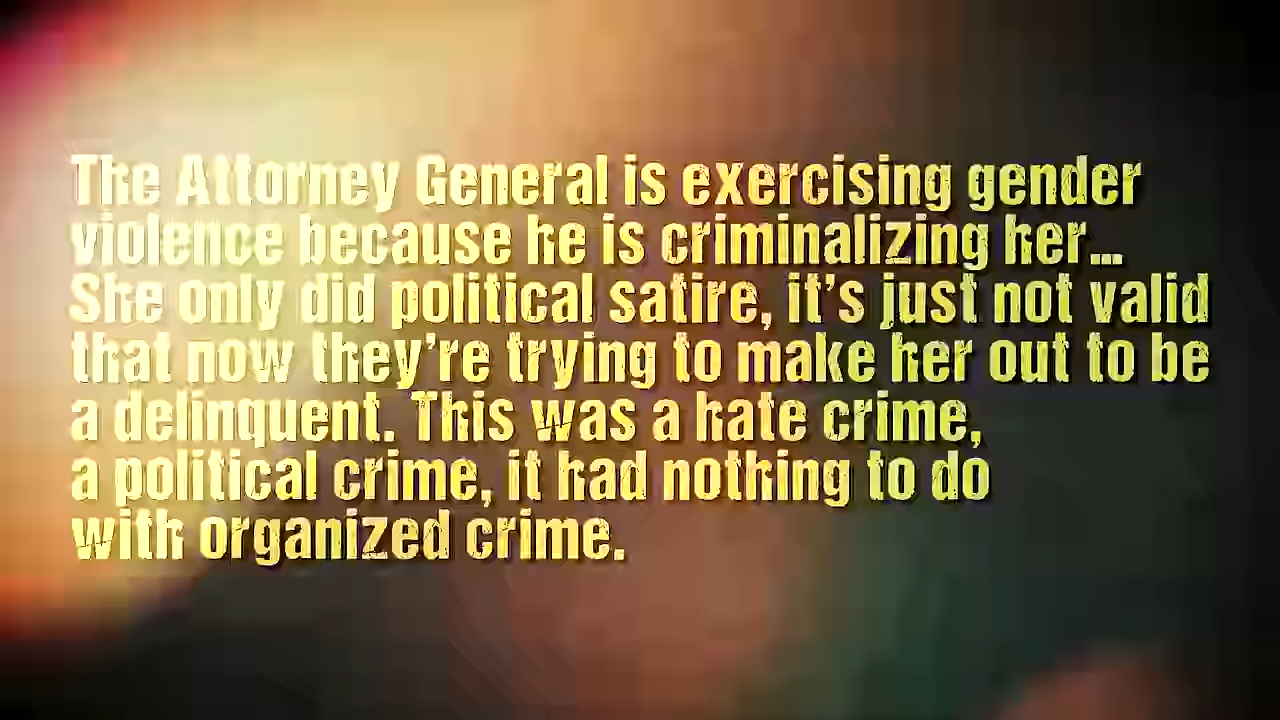 The Attorney General is exercising gender
violence because he is criminalizing her...
She only did political satire, it's just not valid
that now they're trying to make her out to be
a delinquent. This was a hate crime,
a political crime, it had nothing to do
with organized crime.